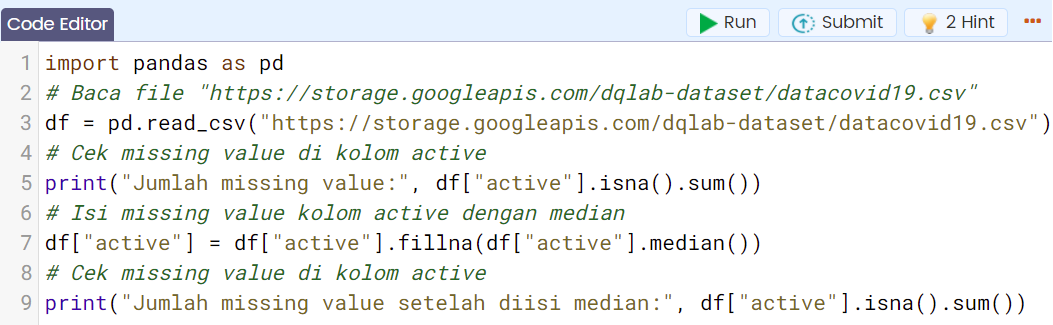 Code Editor
Run
Submit
2 Hint
1 import pandas as pd
2 # Baca file "https://storage.googleapis.com/dqlab-dataset/datacovid19.csv"
3 df = pd.read_csv("https://storage.googleapis.com/dqlab-dataset/datacovid19.csv")
4 # Cek missing value di kolom active
5 print("Jumlah missing value:", df["active"].isna().sum())
6 # Isi missing value kolom active dengan median
7 df["active"] = df["active"].fillna(df["active"].median())
8 # Cek missing value di kolom active
9 print("Jumlah missing value setelah diisi median:", df["active"].isna().sum())